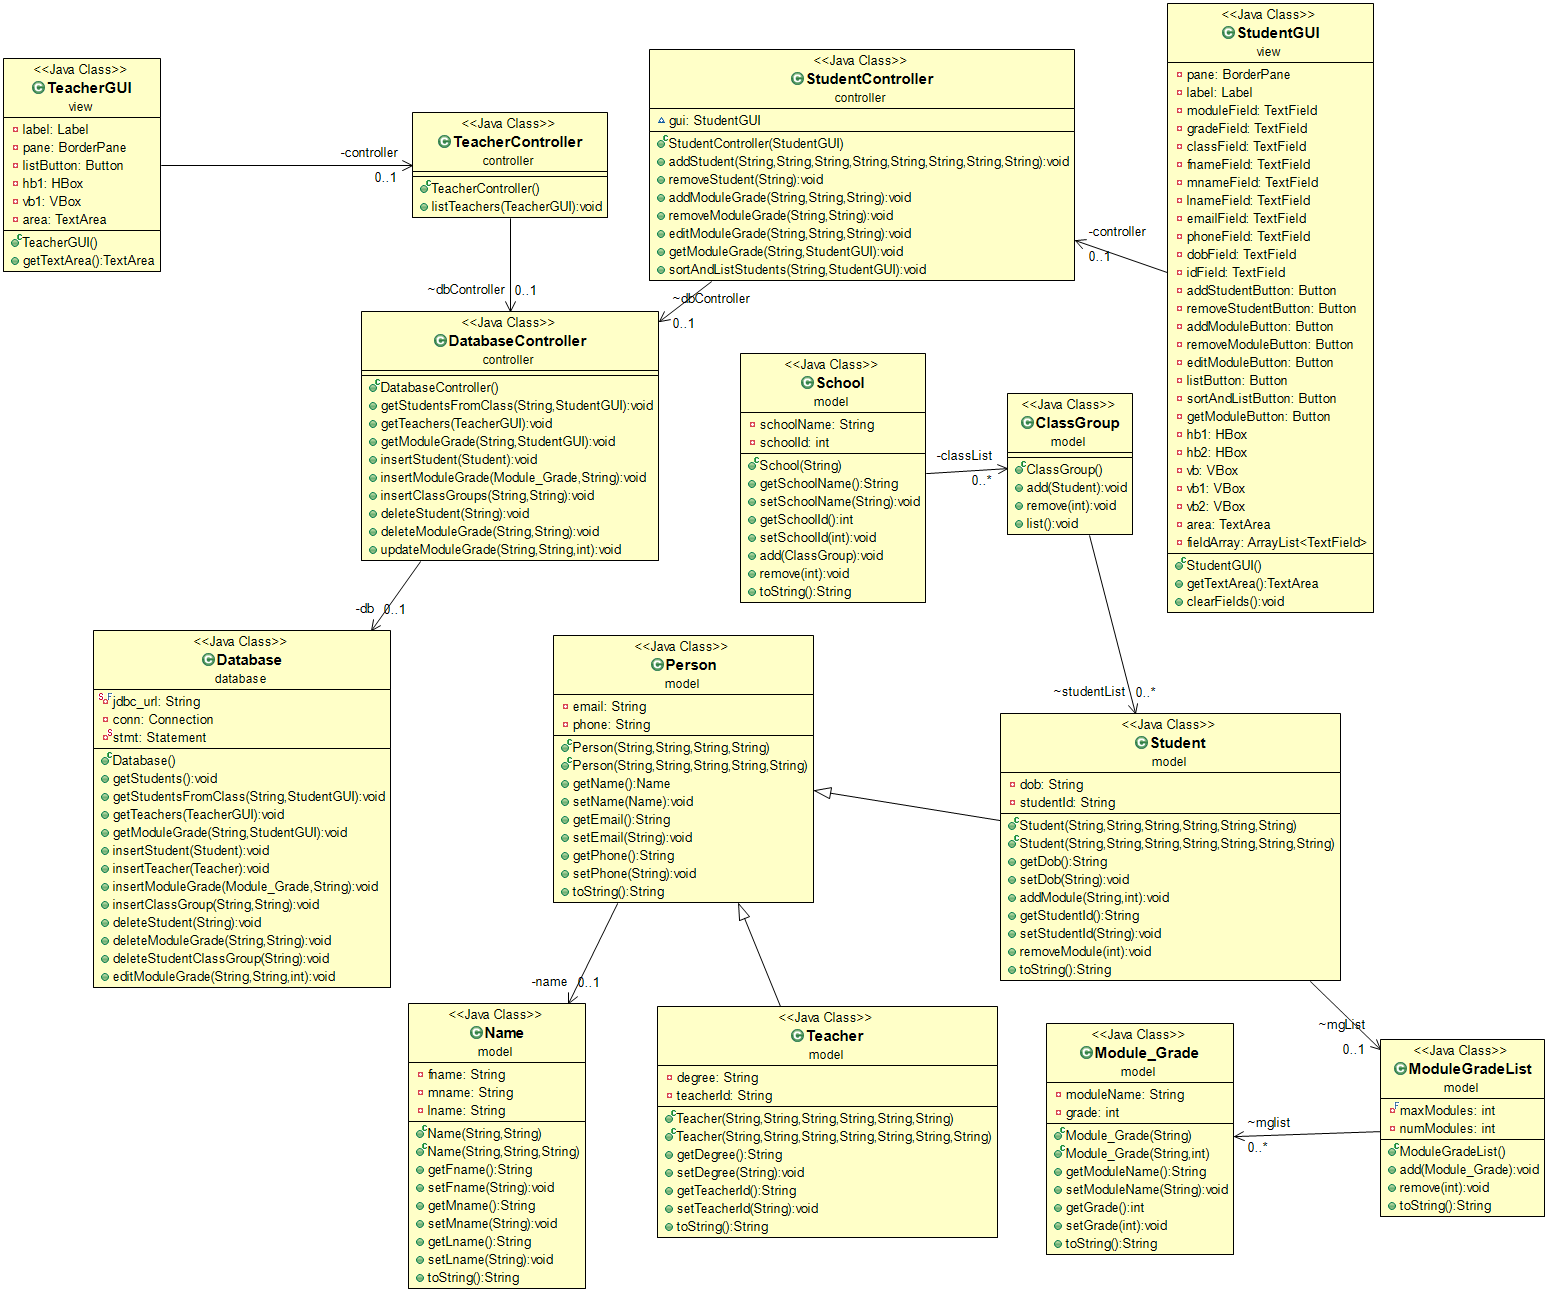 <<Java Class>>
TeacherGUI
view
label: Label
pane: BorderPane
listButton: Button
hb1: HBox
vb1: VBox
area: TextArea
TeacherGUI()
getTextArea():TextArea
-controller
0..1
<<Java Class>>
TeacherController
controller
TeacherController()
listTeachers(TeacherGUI):void
~dbController
0..1
<<Java Class>>
StudentController
controller
gui: StudentGUI
StudentController(StudentGUI)
addStudent(String,String,String,String,String,String,String,String):void
removeStudent(String):void
addModuleGrade(String,String,String):void
removeModuleGrade(String,String):void
editModuleGrade(String,String,String):void
getModuleGrade(String,StudentGUI):void
sortAndListStudents(String,StudentGUI):void
~dbController
0..1
-controller
0..1
<<Java Class>>
StudentGUI
view
pane: BorderPane
label: Label
moduleField: TextField
gradeField: TextField
classField: TextField
fnameField: TextField
mnameField: TextField
lnameField: TextField
emailField: TextField
phoneField: TextField
dobField: TextField
idField: TextField
addStudentButton: Button
removeStudentButton: Button
addModuleButton: Button
removeModuleButton: Button
editModuleButton: Button
listButton: Button
sortAndListButton: Button
getModuleButton: Button
hb1: HBox
hb2: HBox
vb: VBox
vb1: VBox
vb2: VBox
area: TextArea
fieldArray: ArrayList<TextField>
StudentGUI()
getTextArea():TextArea
clearFields():void
<<Java Class>>
DatabaseController
controller
DatabaseController()
getStudentsFromClass(String,StudentGUI):void
getTeachers(TeacherGUI):void
getModuleGrade(String,StudentGUI):void
insertStudent(Student):void
insertModuleGrade(Module_Grade,String):void
insertClassGroups(String,String):void
deleteStudent(String):void
deleteModuleGrade(String,String):void
updateModuleGrade(String,String,int):void
-db
0..1
<<Java Class>>
School
model
schoolName: String
schoolId: int
School(String)
getSchoolName():String
setSchoolName(String):void
getSchoolId():int
setSchoolId(int):void
add(ClassGroup):void
remove(int):void
toString():String
-classList
0..*
<<Java Class>>
ClassGroup
model
ClassGroup()
add(Student):void
remove(int):void
list():void
~studentList
0..*
<<Java Class>>
Database
database
S F jdbc_url: String
conn: Connection
S stmt: Statement
Database()
getStudents():void
getStudentsFromClass(String,StudentGUI):void
getTeachers(TeacherGUI):void
getModuleGrade(String,StudentGUI):void
insertStudent(Student):void
insertTeacher(Teacher):void
insertModuleGrade(Module_Grade,String):void
insertClassGroup(String,String):void
deleteStudent(String):void
deleteModuleGrade(String,String):void
deleteStudentClassGroup(String):void
editModuleGrade(String,String,int):void
<<Java Class>>
Person
model
email: String
phone: String
Person(String,String,String,String)
Person(String,String,String,String,String)
getName():Name
setName(Name):void
getEmail():String
setEmail(String):void
getPhone():String
setPhone(String):void
toString():String
-name
0..1
<<Java Class>>
Student
model
dob: String
studentId: String
Student(String,String,String,String,String,String)
Student(String,String,String,String,String,String,String)
getDob():String
setDob(String):void
addModule(String,int):void
getStudentId():String
setStudentId(String):void
removeModule(int):void
toString():String
~mgList
0..1
<<Java Class>>
Name
model
fname: String
mname: String
lname: String
Name(String,String)
Name(String,String,String)
getFname():String
setFname(String):void
getMname():String
setMname(String):void
getLname():String
setLname(String):void
toString():String
<<Java Class>>
Teacher
model
degree: String
teacherId: String
Teacher(String,String,String,String,String,String)
Teacher(String,String,String,String,String,String,String)
getDegree():String
setDegree(String):void
getTeacherId():String
setTeacherId(String):void
toString():String
<<Java Class>>
Module_Grade
model
moduleName: String
grade: int
Module_Grade(String)
Module_Grade(String,int)
getModuleName():String
setModuleName(String):void
getGrade():int
setGrade(int):void
toString():String
~mglist
0..*
<<Java Class>>
ModuleGradeList
model
F maxModules: int
numModules: int
ModuleGradeList()
add(Module_Grade):void
remove(int):void
toString():String